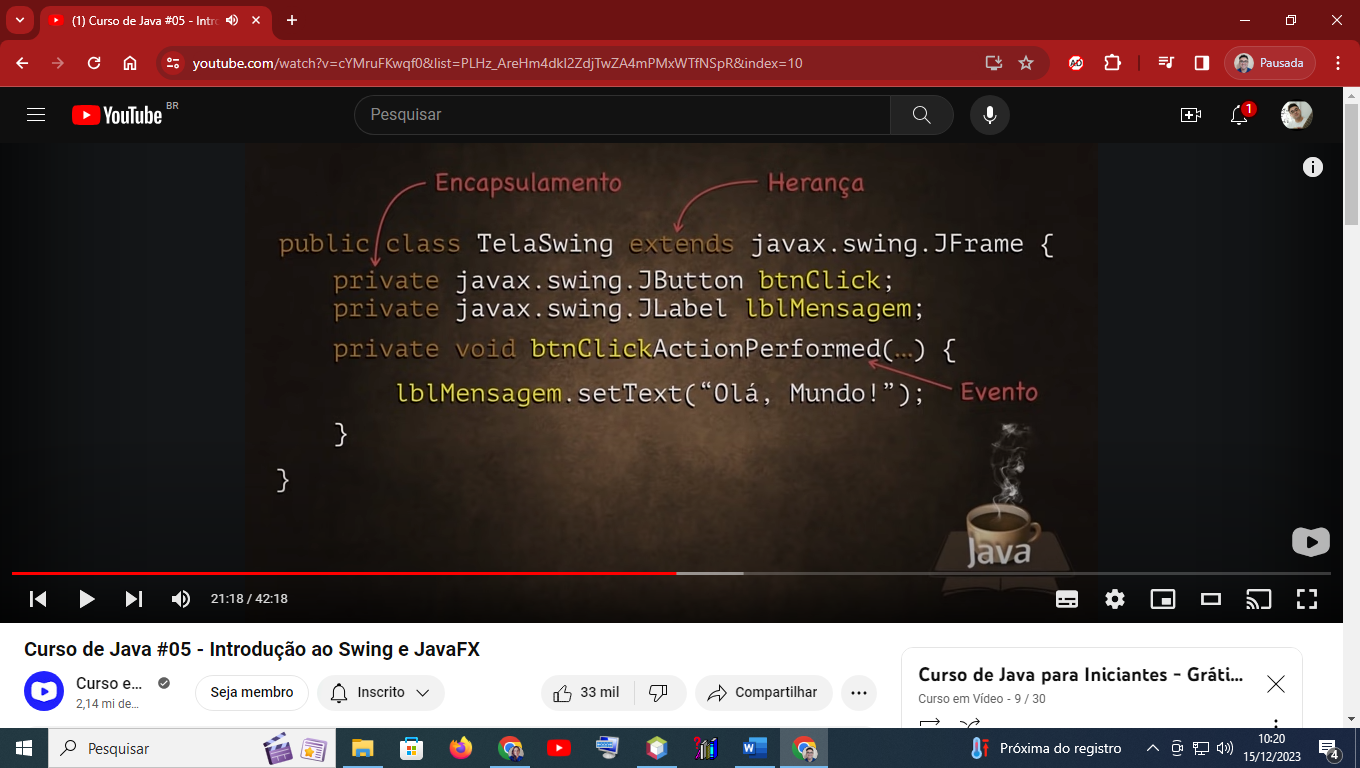 (1) Curso de Java #05 - Intro
youtube.com/watch?v=cYMruFKwqf0&list=PLHz_AreHm4dkI2ZdjTwZA4mPMxWTfNSpR&index=10
Pausada
YouTube BR
Pesquisar
1
Encapsulamento
Herança
public class TelaSwing extends javax.swing.JFrame {
private javax.swing.JButton btnClick;
private javax.swing.JLabel lblMensagem;
private void btnClickActionPerformed(...) {
Evento
lblMensagem.setText(“Olá, Mundo!”);
}
}
Java
21:18 / 42:18
Curso de Java #05 - Introdução ao Swing e JavaFX
Curso e...
2,14 mi de...
Seja membro
Inscrito
33 mil
Compartilhar
Curso de Java para Iniciantes - Gráti...
Curso em Vídeo - 9 / 30
Pesquisar
Próxima do registro
10:20
15/12/2023
4